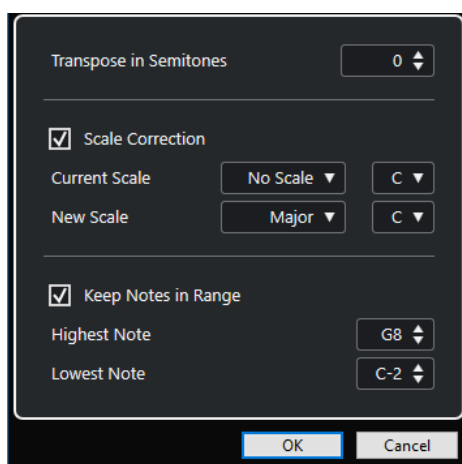 Transpose in Semitones 0
Scale Correction
Current Scale No Scale C
New Scale Major C
Keep Notes in Range
Highest Note G8
Lowest Note C-2
OK Cancel